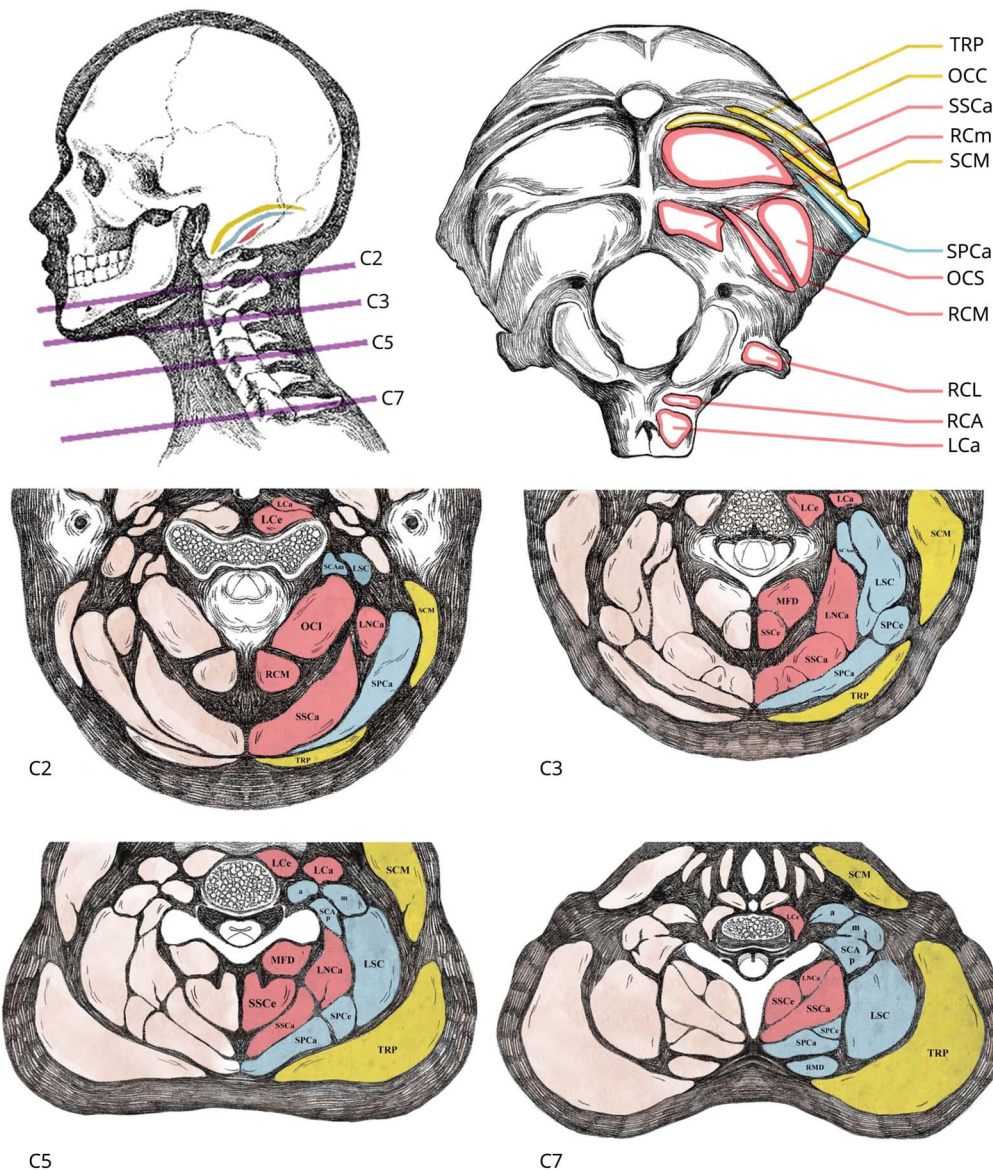 C2
C3
C5
C7
TRP
OCC
SSCa
RCm
SCM
SPCa
OCS
RCM
RCL
RCA
LCa
LCa
LCe
SCAm
LSC
SCM
OCI
LNCa
RCM
SPCa
SSCa
TRP
C2
LCa
LCe
SCM
SCAm
LSC
MFD
LNCa
SPCe
SSCe
SSCa
SPCa
TRP
C3
LCe
LCa
SCM
a
m
SCA
p
MFD
LNCa
LSC
SSCe
SPCe
SSCa
SPCa
TRP
C5
SCM
LCe
a
m
SCA
p
LNCa
SSCe
SSCa
LSC
SPCe
SPCa
TRP
RMD
C7